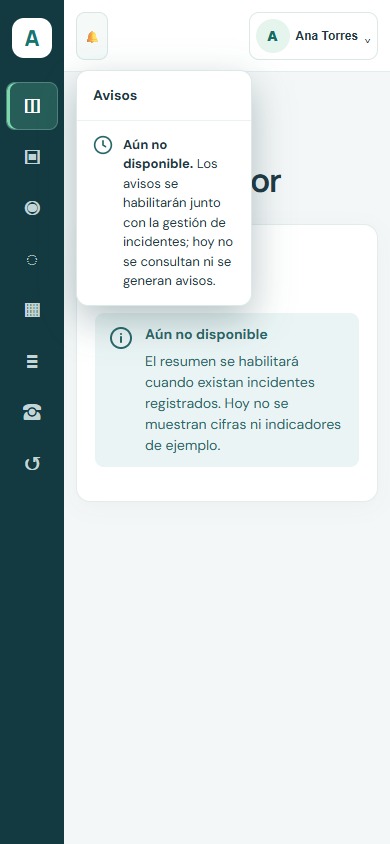 A
A
Ana Torres
Avisos
Aún no
disponible. Los
avisos se
habilitarán junto
con la gestión de
incidentes; hoy no
se consultan ni se
generan avisos.
or
Aún no disponible
El resumen se habilitará
cuando existan incidentes
registrados. Hoy no se
muestran cifras ni indicadores
de ejemplo.